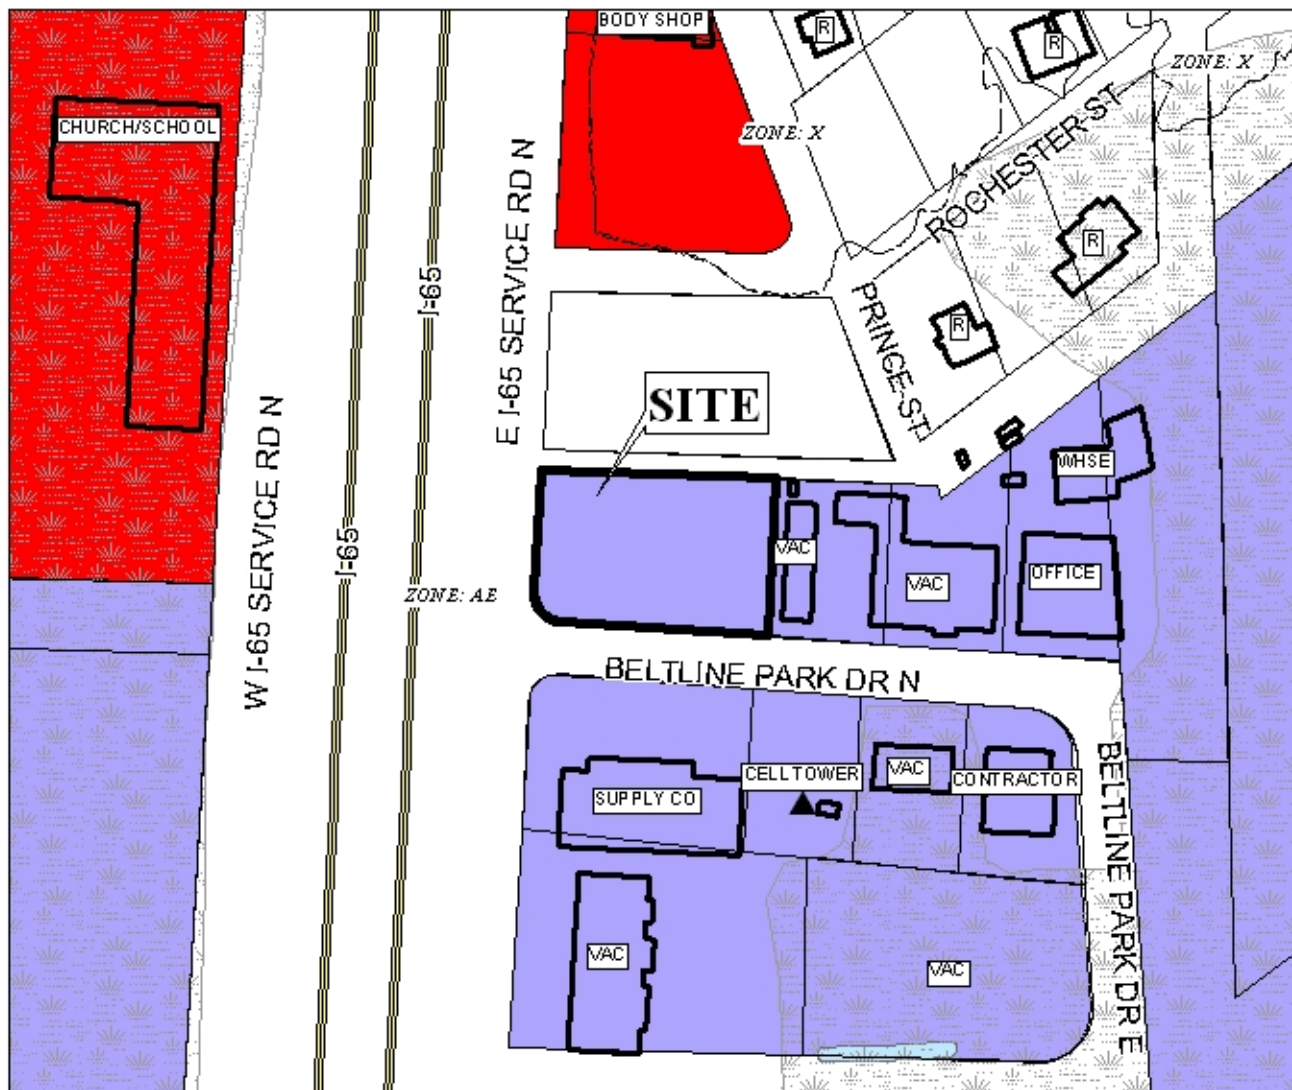 BODY SHOP
R
R
ZONE: X
CHURCH/SCHOOL
ZONE: X
ROCHESTER ST
E I-65 SERVICE RD N
R
I-65
PRINCE ST
R
SITE
W I-65 SERVICE RD N
WHSE
I-65
VAC
VAC
OFFICE
ZONE: AE
BELTLINE PARK DR N
CELL TOWER
VAC
CONTRACTOR
SUPPLY CO
BELTLINE PARK DR E
VAC
VAC